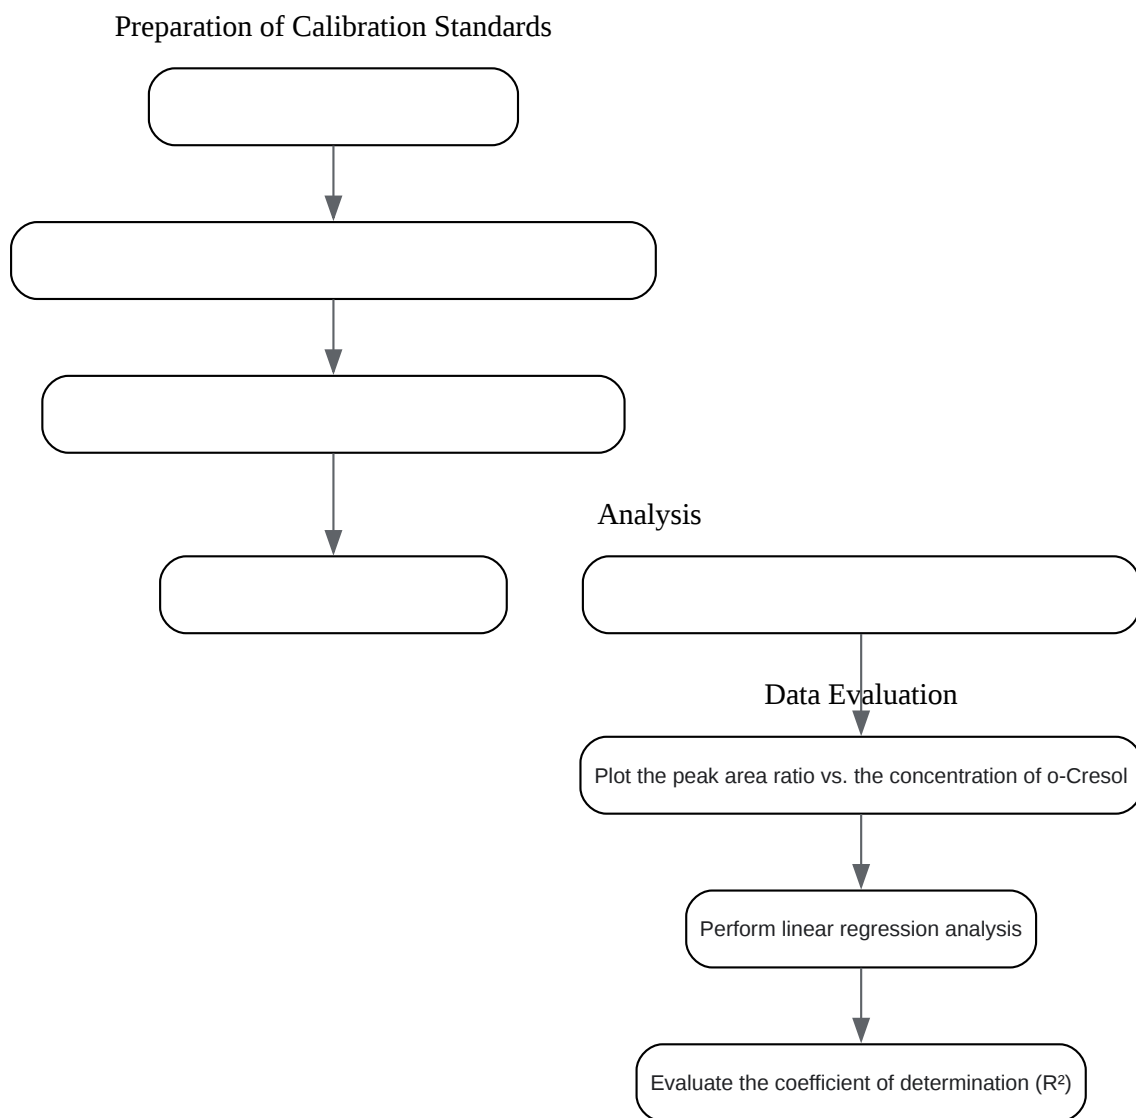 Preparation of Calibration Standards
Analysis
Data Evaluation
Plot the peak area ratio vs. the concentration of o-Cresol
Perform linear regression analysis
Evaluate the coefficient of determination (R²)